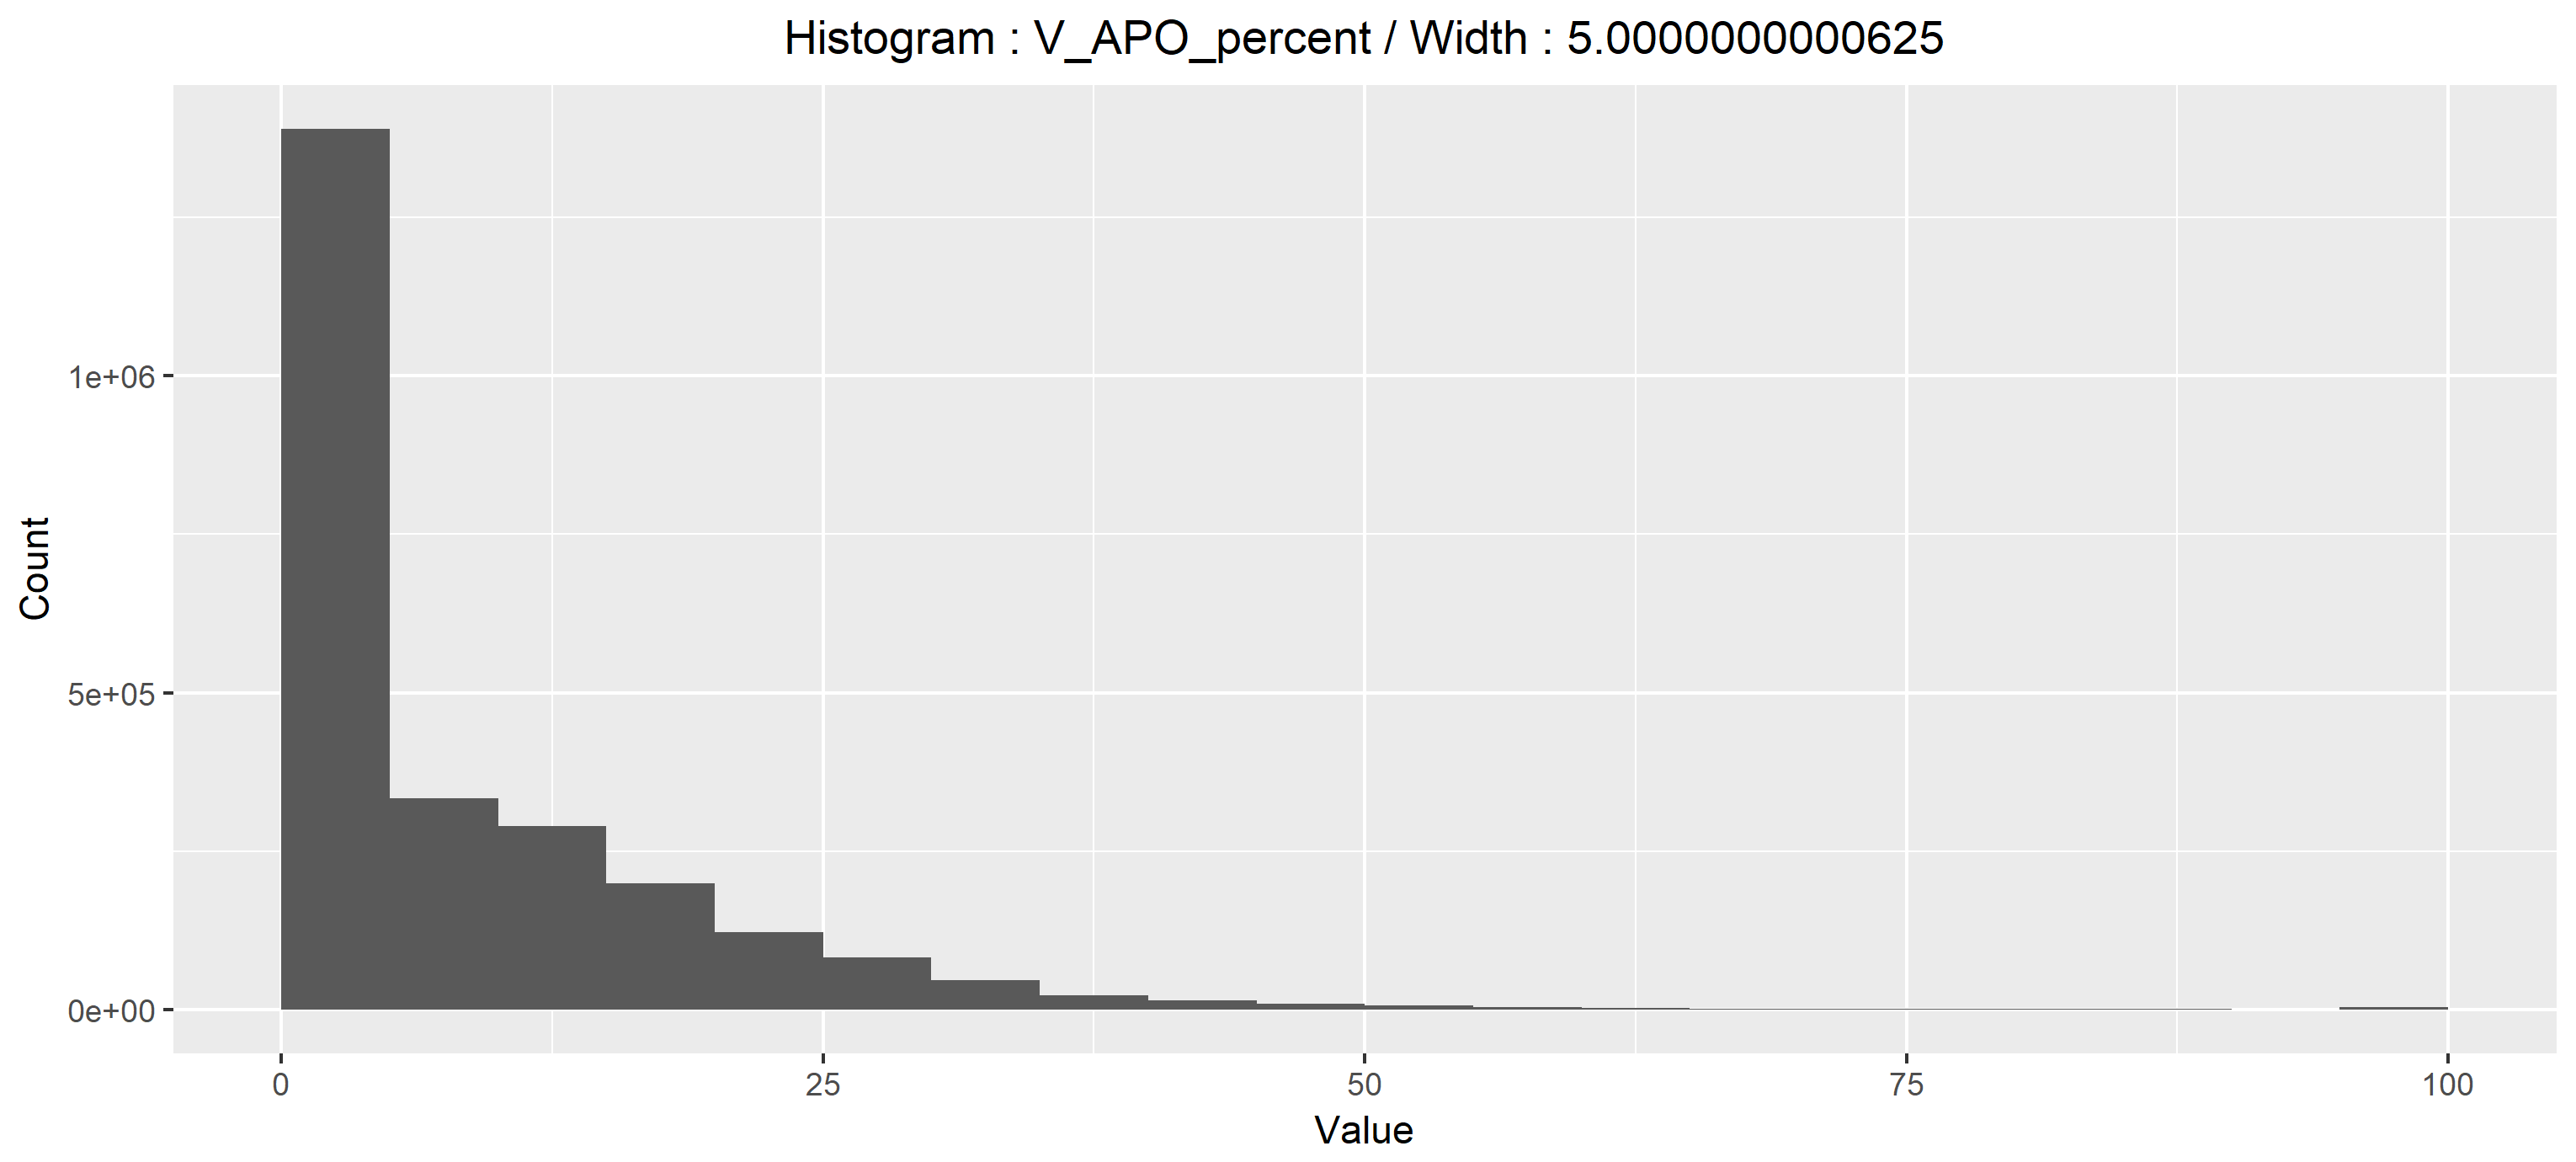 Histogram : V_APO_percent / Width : 5.0000000000625
Count
1e+06
5e+05
0e+00
0 25 50 75 100
Value